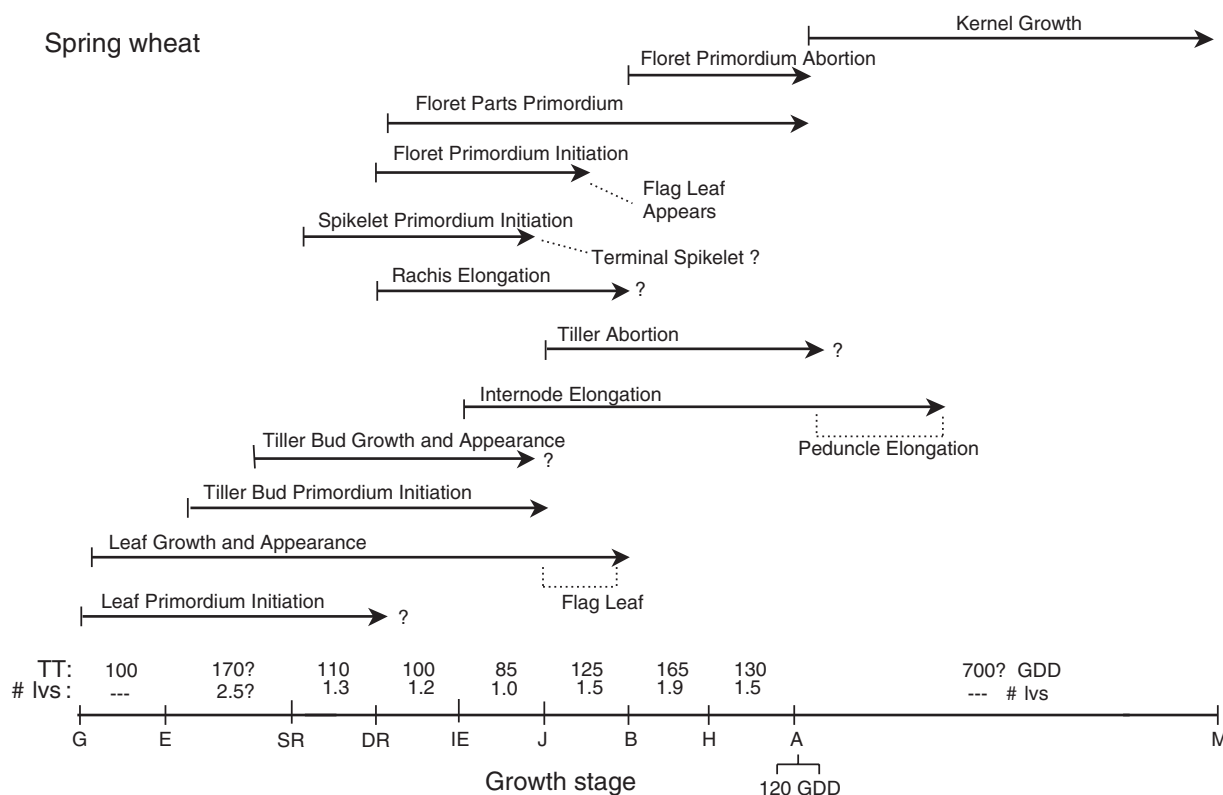 Spring wheat
Kernel Growth
Floret Primordium Abortion
Floret Parts Primordium
Floret Primordium Initiation
Flag Leaf
Appears
Spikelet Primordium Initiation
Terminal Spikelet ?
Rachis Elongation
?
Tiller Abortion
?
Internode Elongation
Peduncle Elongation
Tiller Bud Growth and Appearance
?
Tiller Bud Primordium Initiation
Leaf Growth and Appearance
Flag Leaf
Leaf Primordium Initiation
?
TT: 100 170? 110 100 85 125 165 130 700? GDD
# lvs : --- 2.5? 1.3 1.2 1.0 1.5 1.9 1.5 --- # lvs
G E SR DR IE J B H A M
Growth stage
120 GDD